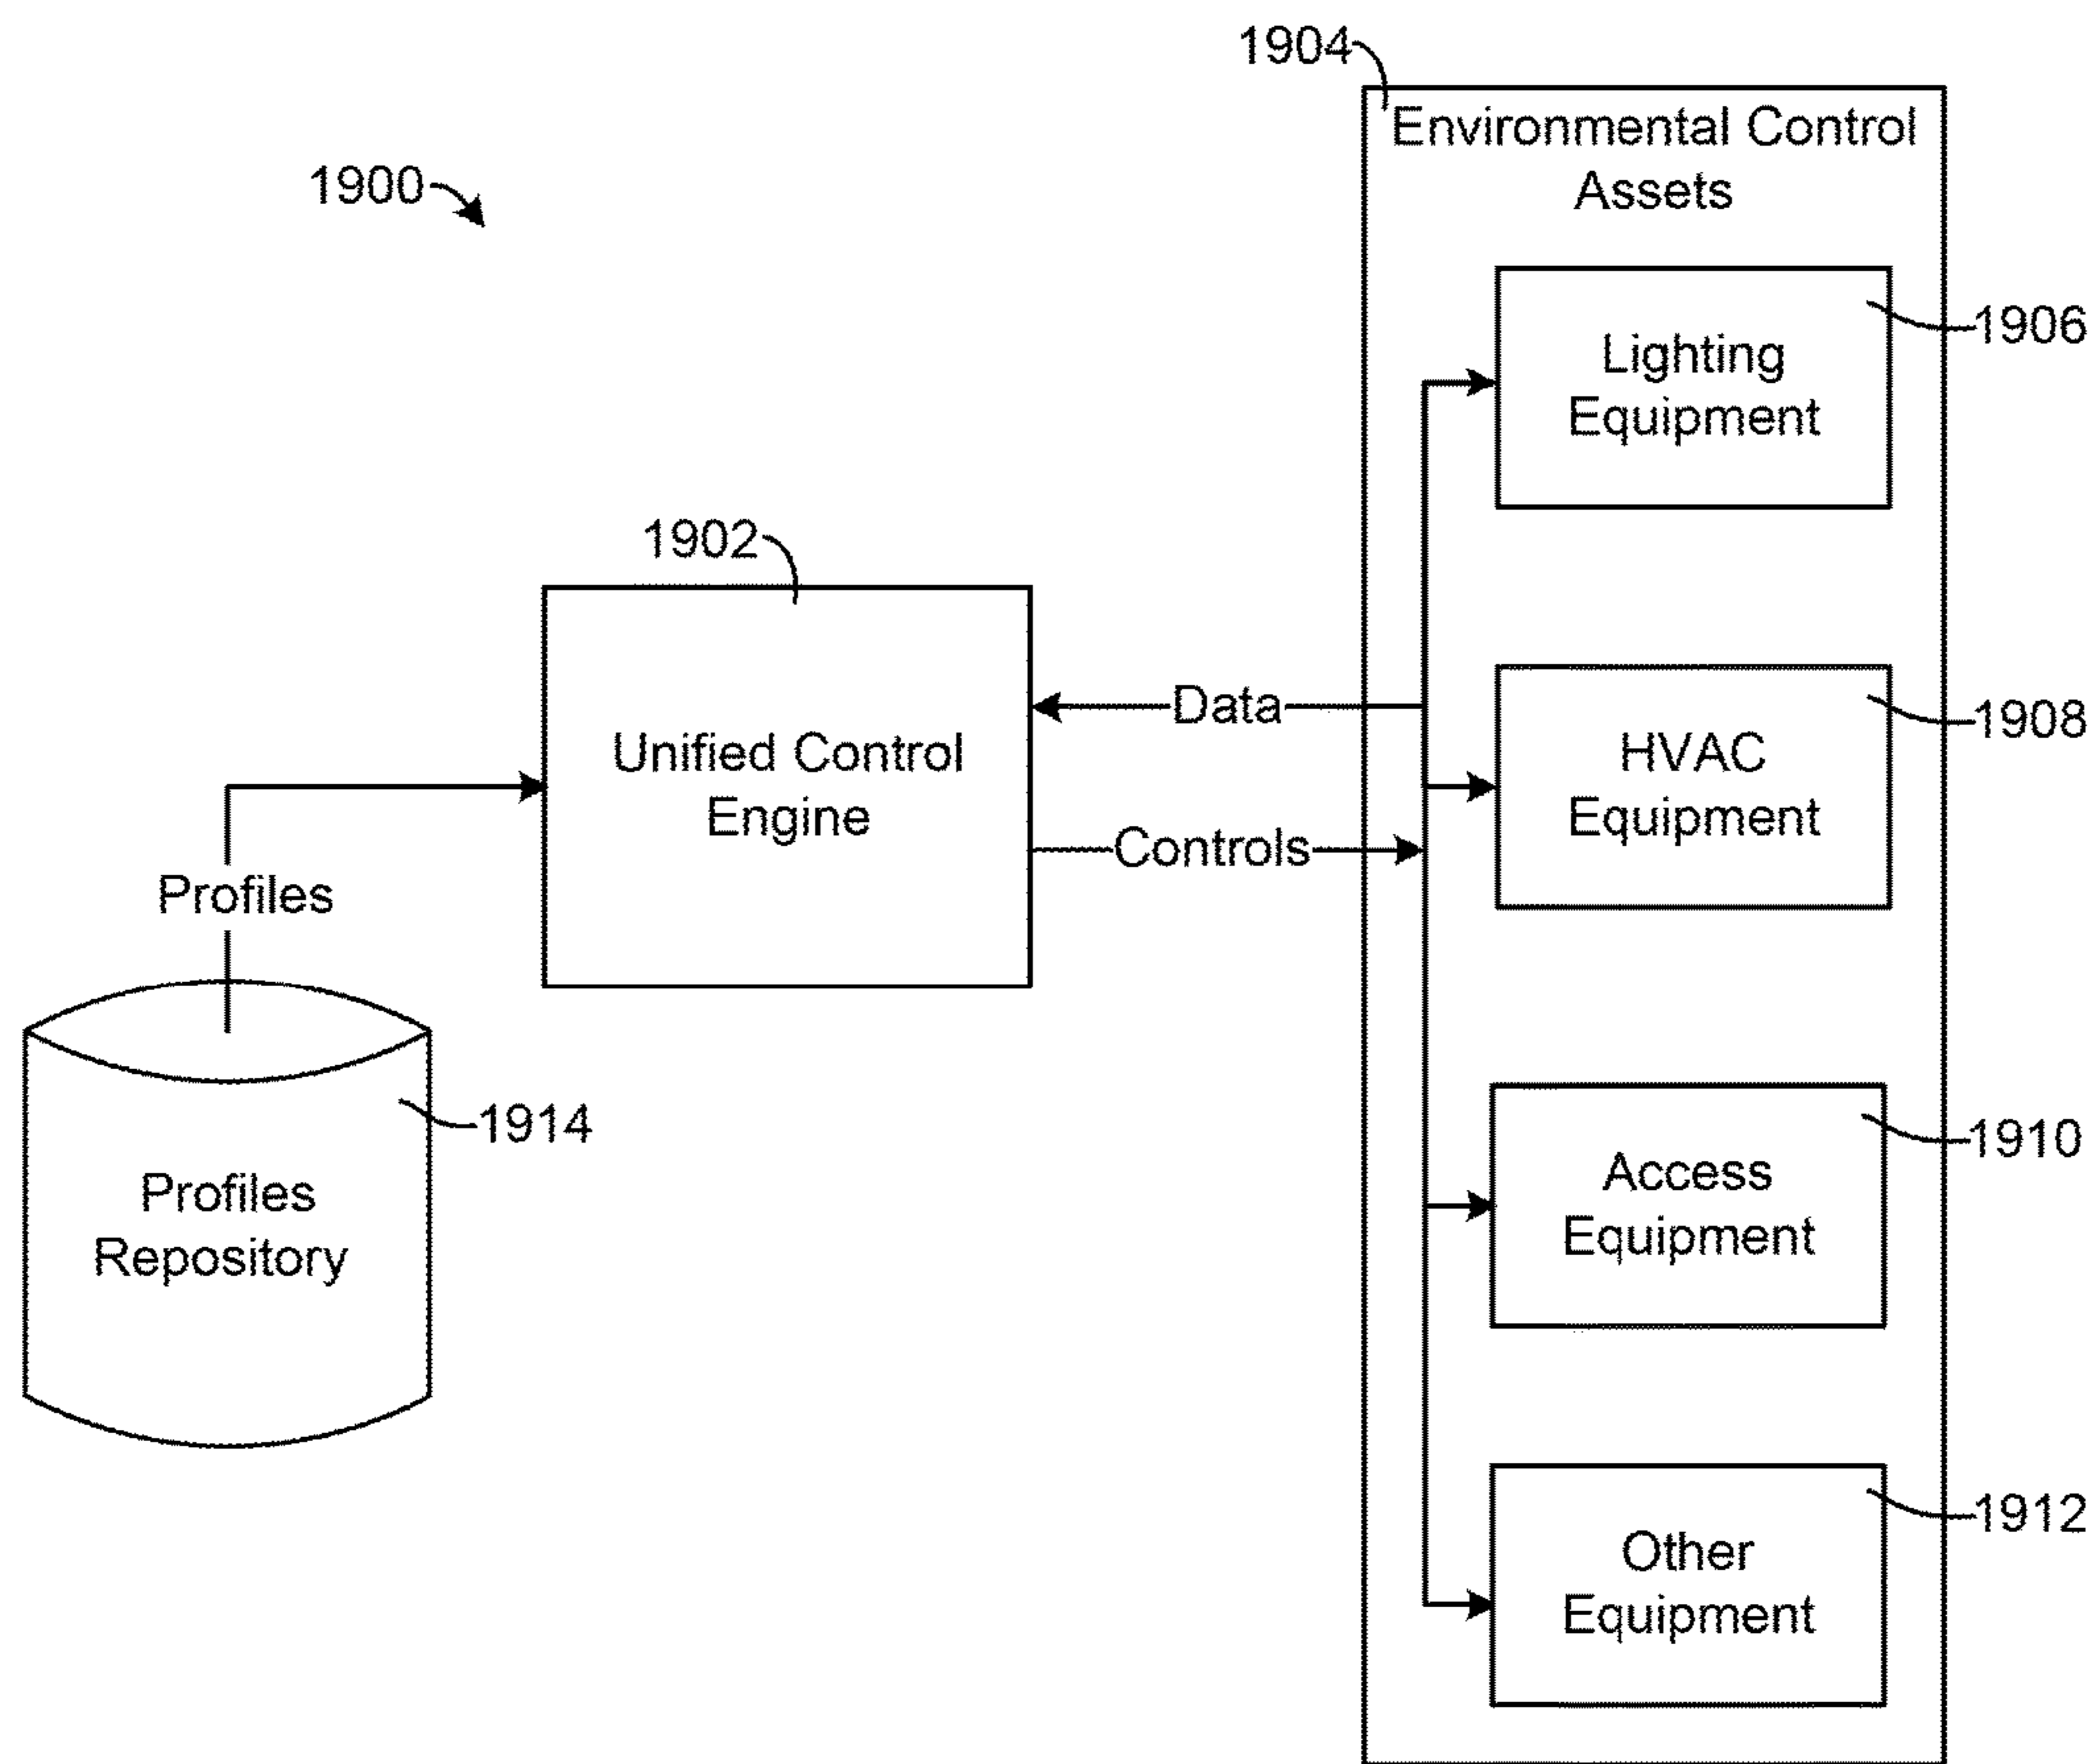 1904
Environmental Control
Assets
1900
1906
Lighting
Equipment
1902
1908
Data
HVAC
Equipment
Unified Control
Engine
Controls
Profiles
1914
1910
Profiles
Repository
Access
Equipment
1912
Other
Equipment